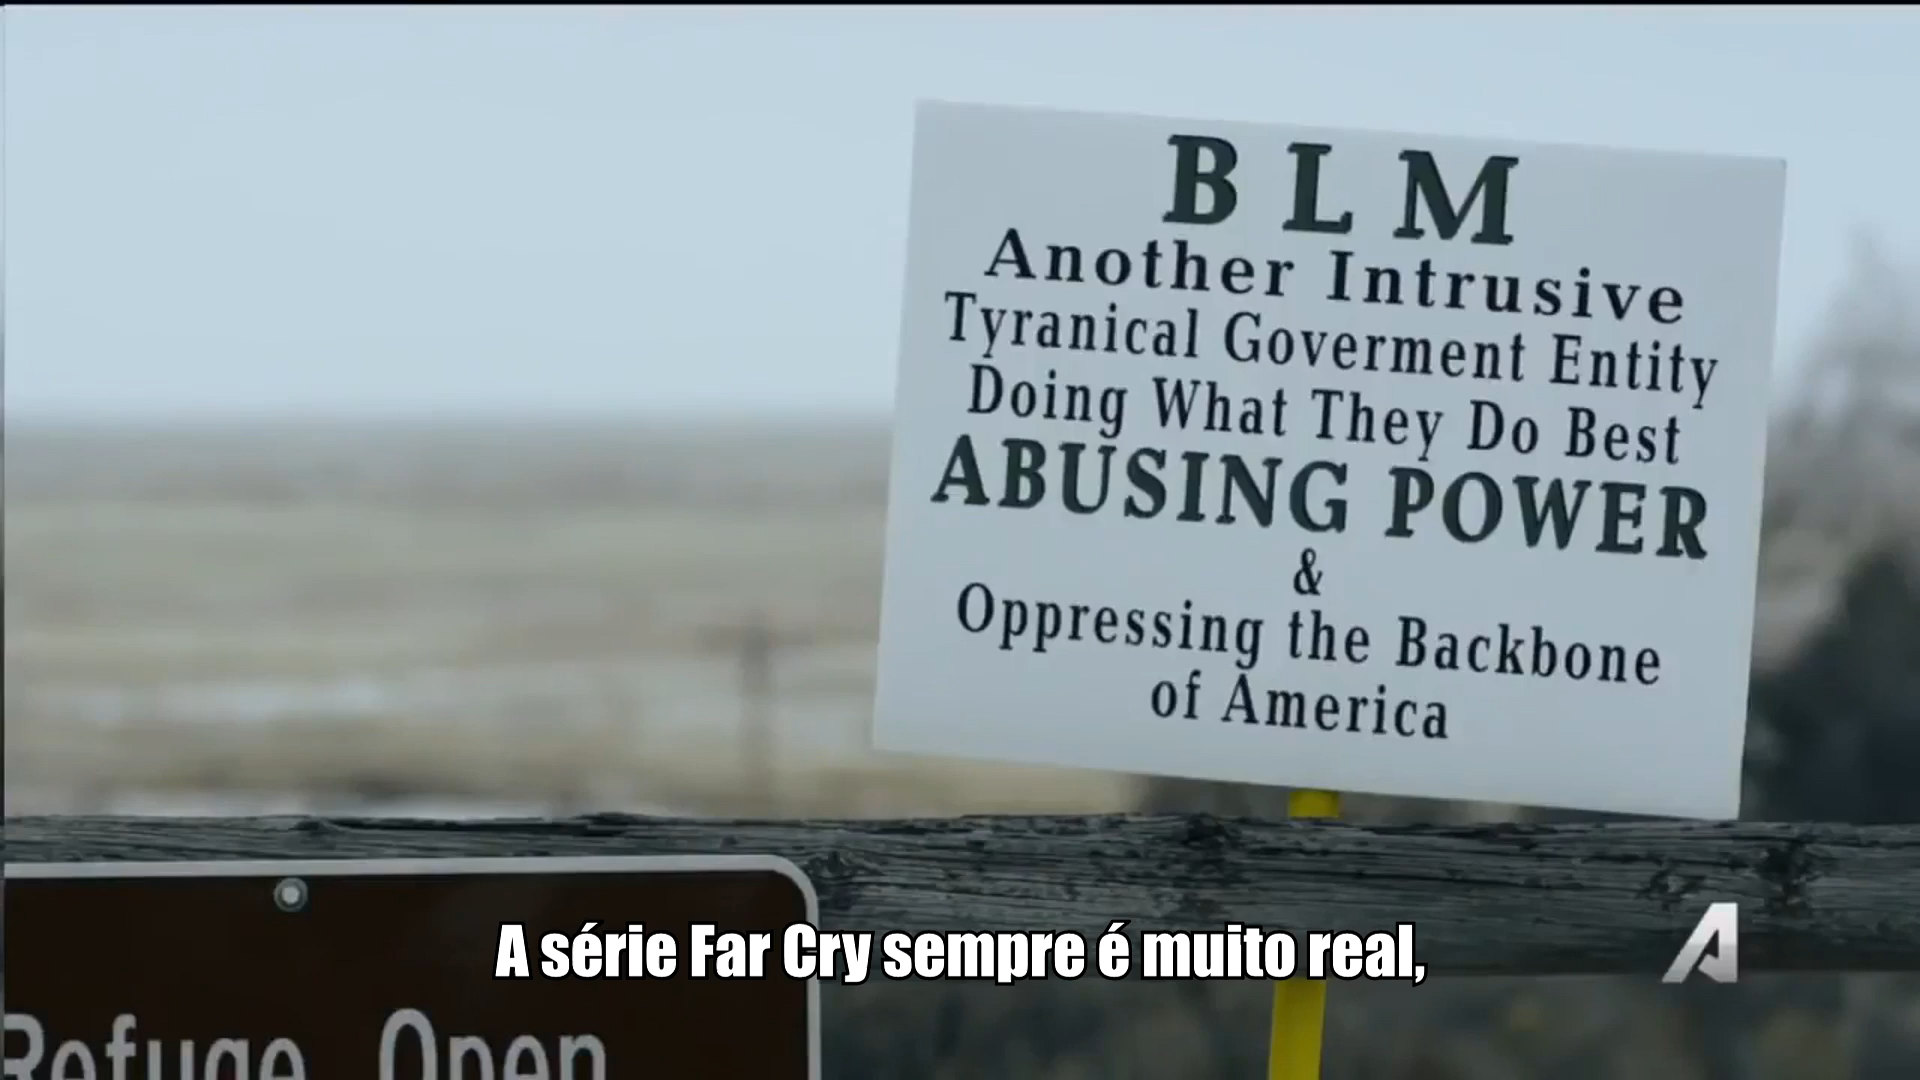 B L M
Another Intrusive
Tyranical Goverment Entity
Doing What They Do Best
ABUSING POWER
&
Oppressing the Backbone
of America
Refuge Open
A série Far Cry sempre é muito real,